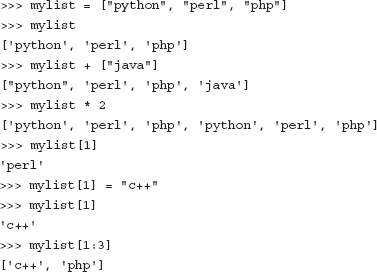 >>> mylist = ["python", "perl", "php"]
>>> mylist
['python', 'perl', 'php']
>>> mylist + ["java"]
["python", 'perl', 'php', 'java']
>>> mylist * 2
['python', 'perl', 'php', 'python', 'perl', 'php']
>>> mylist[1]
'perl'
>>> mylist[1] = "c++"
>>> mylist[1]
'c++'
>>> mylist[1:3]
['c++', 'php']